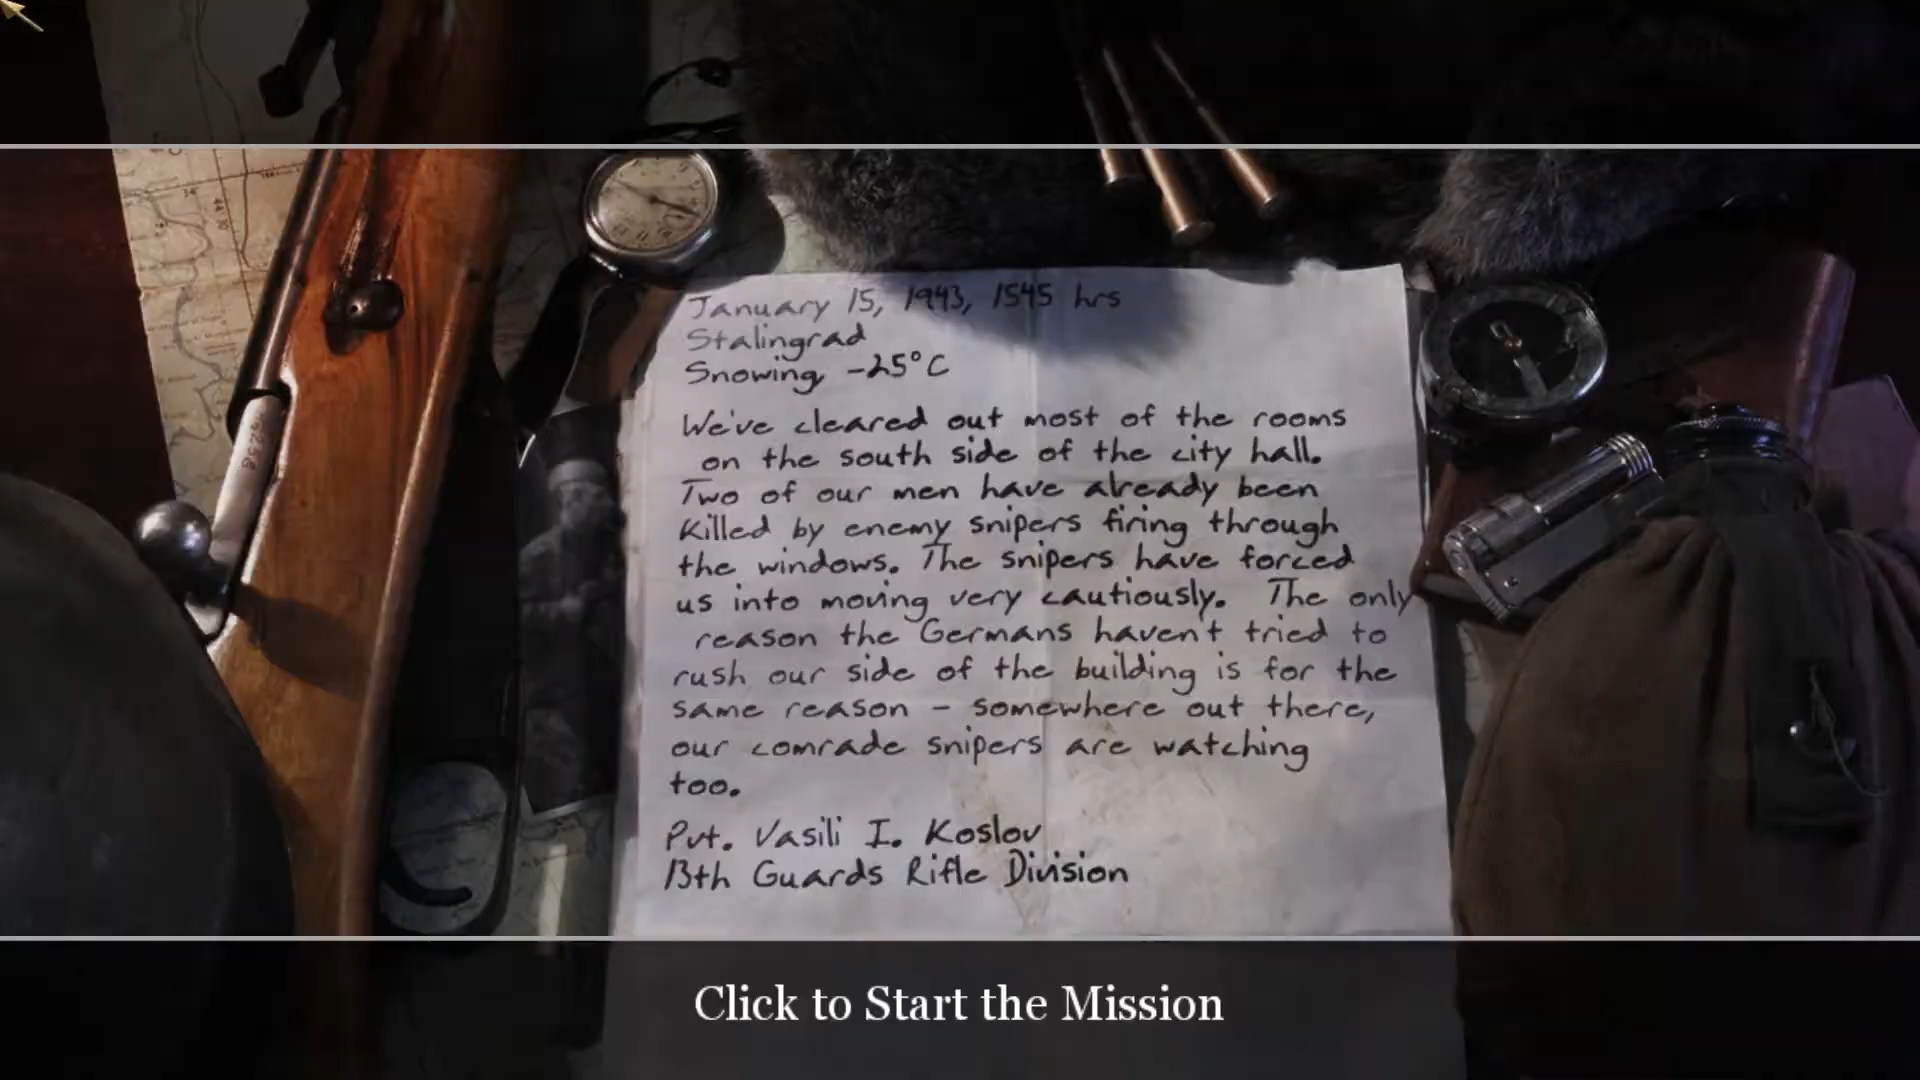 January 15, 1943, 1545 hrs
Stalingrad
Snowing, -25°C
We've cleared out most of the rooms
on the south side of the city hall.
Two of our men have already been
killed by enemy snipers firing through
the windows. The snipers have forced
us into moving very cautiously. The only
reason the Germans haven't tried to
rush our side of the building is for the
same reason - somewhere out there,
our comrade snipers are watching
too.
Pvt. Vasili I. Koslov
13th Guards Rifle Division
Click to Start the Mission